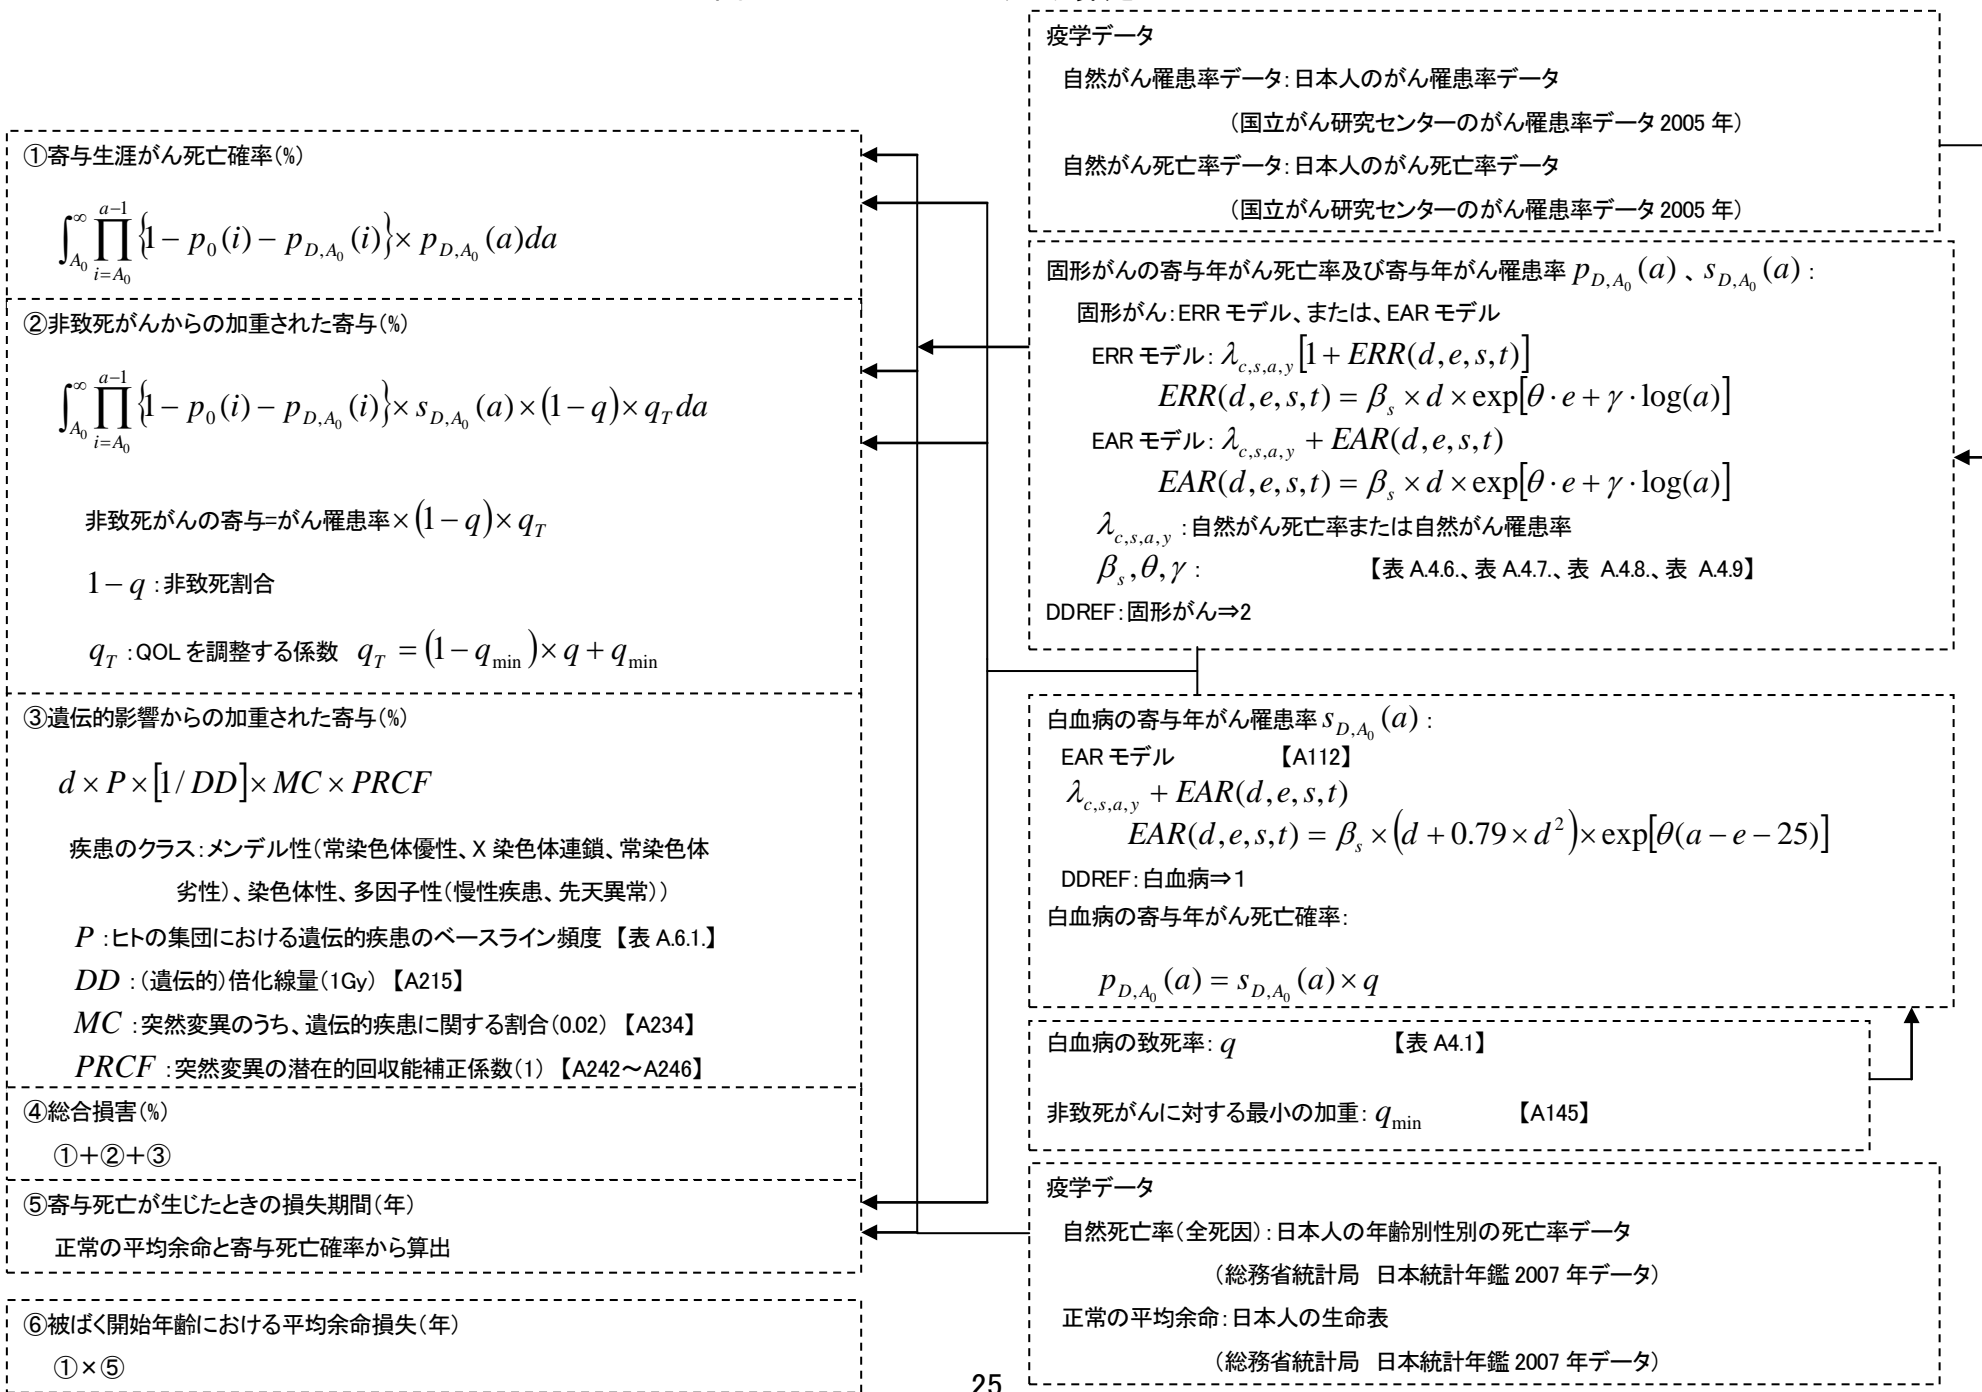 ①寄与生涯がん死亡確率(%)
∫_{A_0}^{∞} ∏_{i=A_0}^{a-1} {1 − p_0(i) − p_{D,A_0}(i)} × p_{D,A_0}(a)da
②非致死がんからの加重された寄与(%)
∫_{A_0}^{∞} ∏_{i=A_0}^{a-1} {1 − p_0(i) − p_{D,A_0}(i)} × s_{D,A_0}(a) × (1 − q) × q_T da
非致死がんの寄与=がん罹患率×(1 − q)× q_T
1 − q :非致死割合
q_T :QOL を調整する係数 q_T = (1 − q_min) × q + q_min
③遺伝的影響からの加重された寄与(%)
d × P × [1/ DD] × MC × PRCF
疾患のクラス:メンデル性(常染色体優性、X 染色体連鎖、常染色体
劣性)、染色体性、多因子性(慢性疾患、先天異常))
P :ヒトの集団における遺伝的疾患のベースライン頻度 【表 A.6.1.】
DD :(遺伝的)倍化線量(1Gy) 【A215】
MC :突然変異のうち、遺伝的疾患に関する割合(0.02) 【A234】
PRCF :突然変異の潜在的回収能補正係数(1) 【A242～A246】
④総合損害(%)
①+②+③
⑤寄与死亡が生じたときの損失期間(年)
正常の平均余命と寄与死亡確率から算出
⑥被ばく開始年齢における平均余命損失(年)
①×⑤
疫学データ
自然がん罹患率データ:日本人のがん罹患率データ
(国立がん研究センターのがん罹患率データ 2005 年)
自然がん死亡率データ:日本人のがん死亡率データ
(国立がん研究センターのがん罹患率データ 2005 年)
固形がんの寄与年がん死亡率及び寄与年がん罹患率 p_{D,A_0}(a) 、s_{D,A_0}(a) :
固形がん:ERR モデル、または、EAR モデル
ERR モデル: λ_{c,s,a,y}[1 + ERR(d,e,s,t)]
ERR(d,e,s,t) = β_s × d × exp[θ · e + γ · log(a)]
EAR モデル: λ_{c,s,a,y} + EAR(d,e,s,t)
EAR(d,e,s,t) = β_s × d × exp[θ · e + γ · log(a)]
λ_{c,s,a,y} :自然がん死亡率または自然がん罹患率
β_s,θ,γ : 【表 A.4.6.、表 A.4.7.、表 A.4.8.、表 A.4.9】
DDREF:固形がん⇒2
白血病の寄与年がん罹患率 s_{D,A_0}(a) :
EAR モデル 【A112】
λ_{c,s,a,y} + EAR(d,e,s,t)
EAR(d,e,s,t) = β_s × (d + 0.79 × d^2) × exp[θ(a − e − 25)]
DDREF:白血病⇒1
白血病の寄与年がん死亡確率:
p_{D,A_0}(a) = s_{D,A_0}(a) × q
白血病の致死率: q 【表 A4.1】
非致死がんに対する最小の加重: q_min 【A145】
疫学データ
自然死亡率(全死因):日本人の年齢別性別の死亡率データ
(総務省統計局 日本統計年鑑 2007 年データ)
正常の平均余命:日本人の生命表
(総務省統計局 日本統計年鑑 2007 年データ)
25